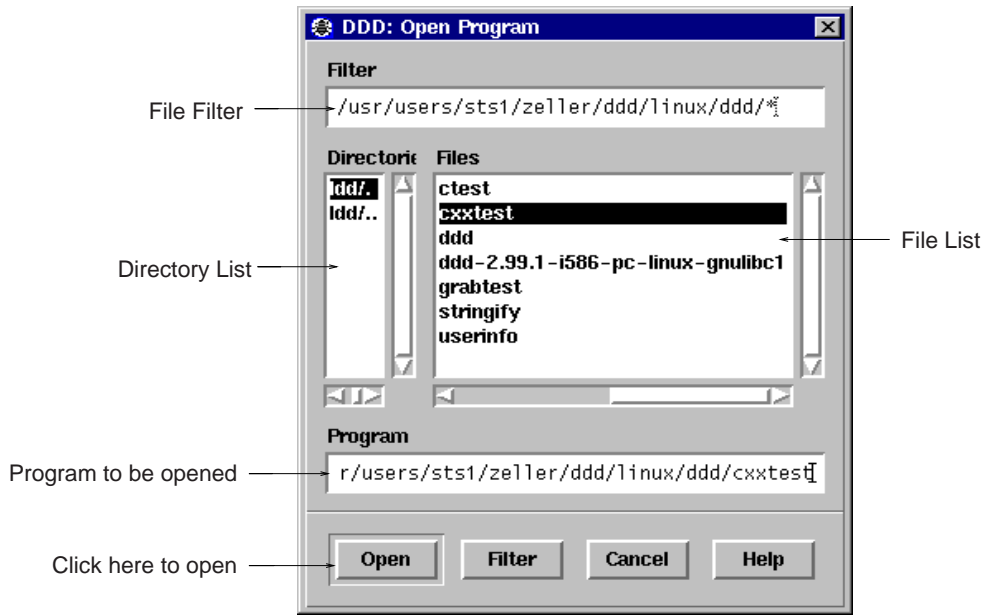 DDD: Open Program
Filter
File Filter
/usr/users/sts1/zeller/ddd/linux/ddd/*
Directorie
Files
ldd/.
ldd/..
Directory List
ctest
cxxtest
ddd
ddd-2.99.1-i586-pc-linux-gnulibc1
grabtest
stringify
userinfo
File List
Program
Program to be opened
r/users/sts1/zeller/ddd/linux/ddd/cxxtest
Click here to open
Open
Filter
Cancel
Help